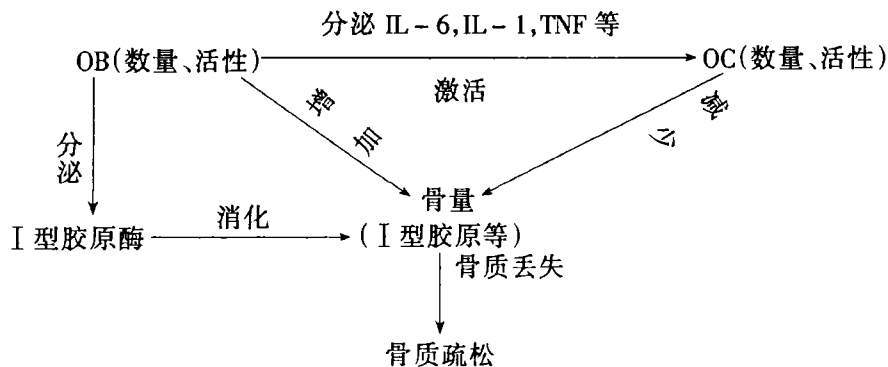 分泌 IL-6,IL-1,TNF 等
OB(数量、活性)
OC(数量、活性)
激活
增加
减少
分泌
骨量
Ⅰ型胶原酶
消化
(Ⅰ型胶原等)
骨质丢失
骨质疏松